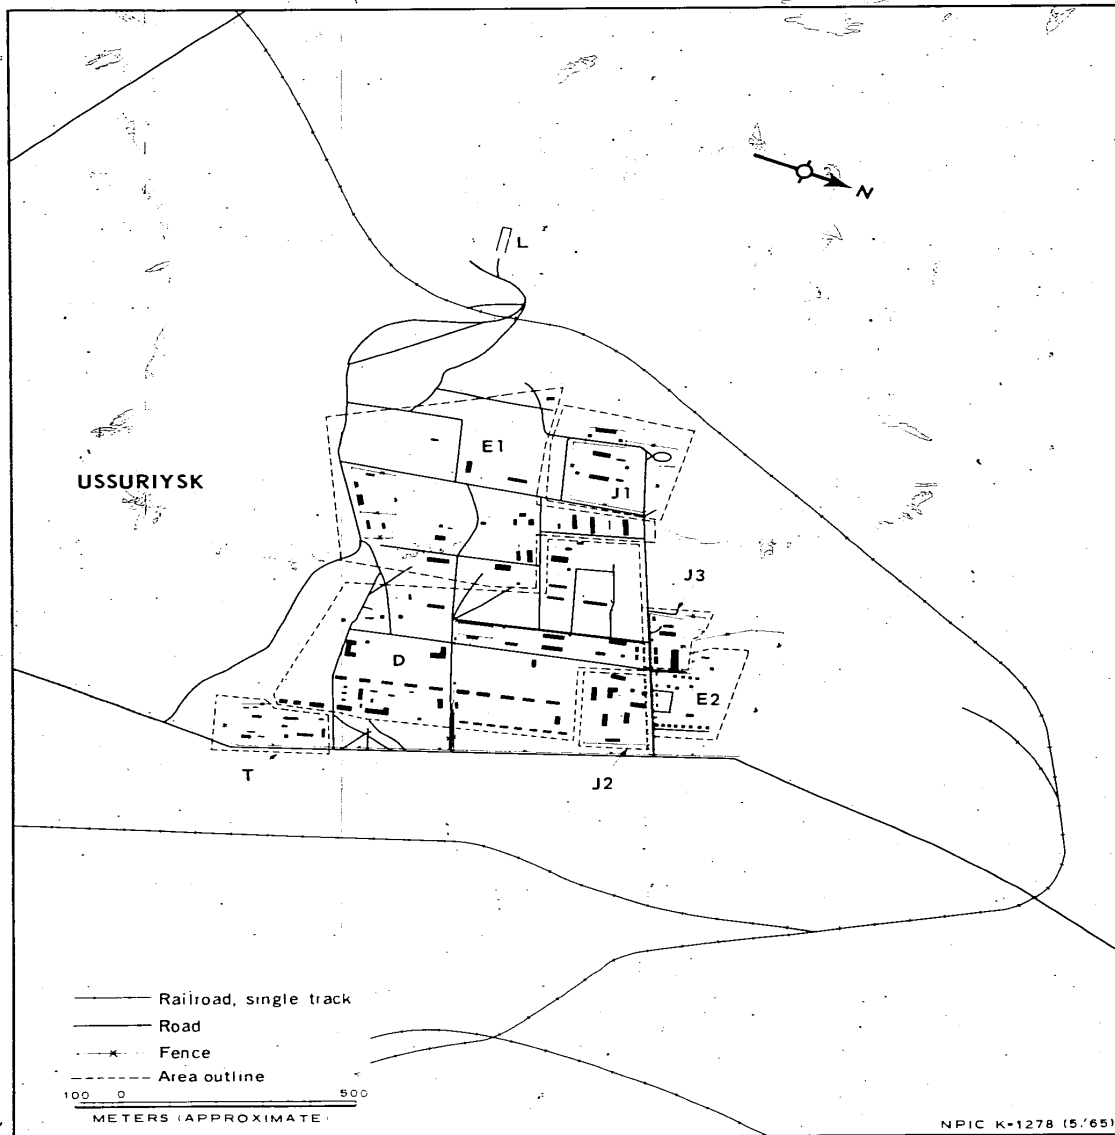 N
L
E1
USSURIYSK
J1
J3
D
E2
T
J2
Railroad, single track
Road
Fence
Area outline
100 0 500
METERS (APPROXIMATE)
NPIC K-1278 (5/65)